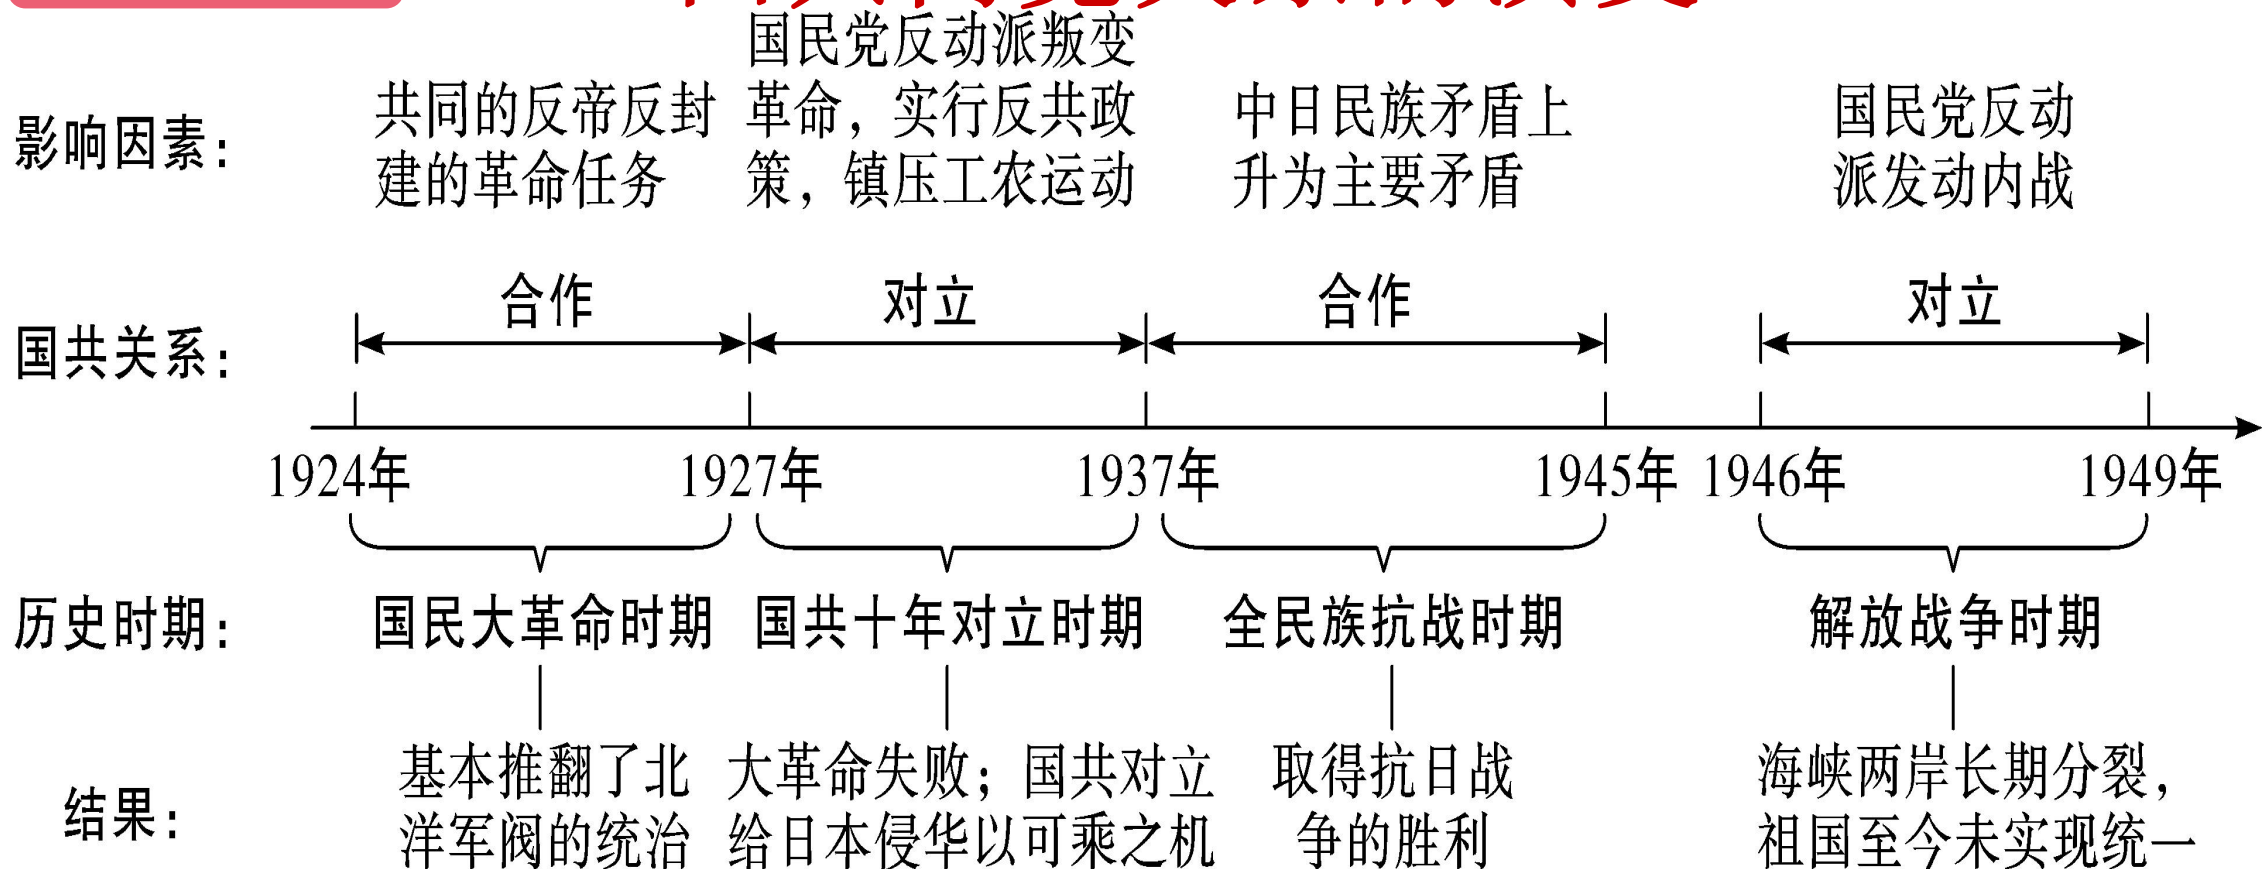 影响因素:
共同的反帝反封
建的革命任务
国民党反动派叛变
革命，实行反共政
策，镇压工农运动
中日民族矛盾上
升为主要矛盾
国民党反动
派发动内战
国共关系:
合作
对立
合作
对立
1924年
1927年
1937年
1945年
1946年
1949年
历史时期:
国民大革命时期
国共十年对立时期
全民族抗战时期
解放战争时期
结果:
基本推翻了北
洋军阀的统治
大革命失败；国共对立
给日本侵华以可乘之机
取得抗日战
争的胜利
海峡两岸长期分裂，
祖国至今未实现统一